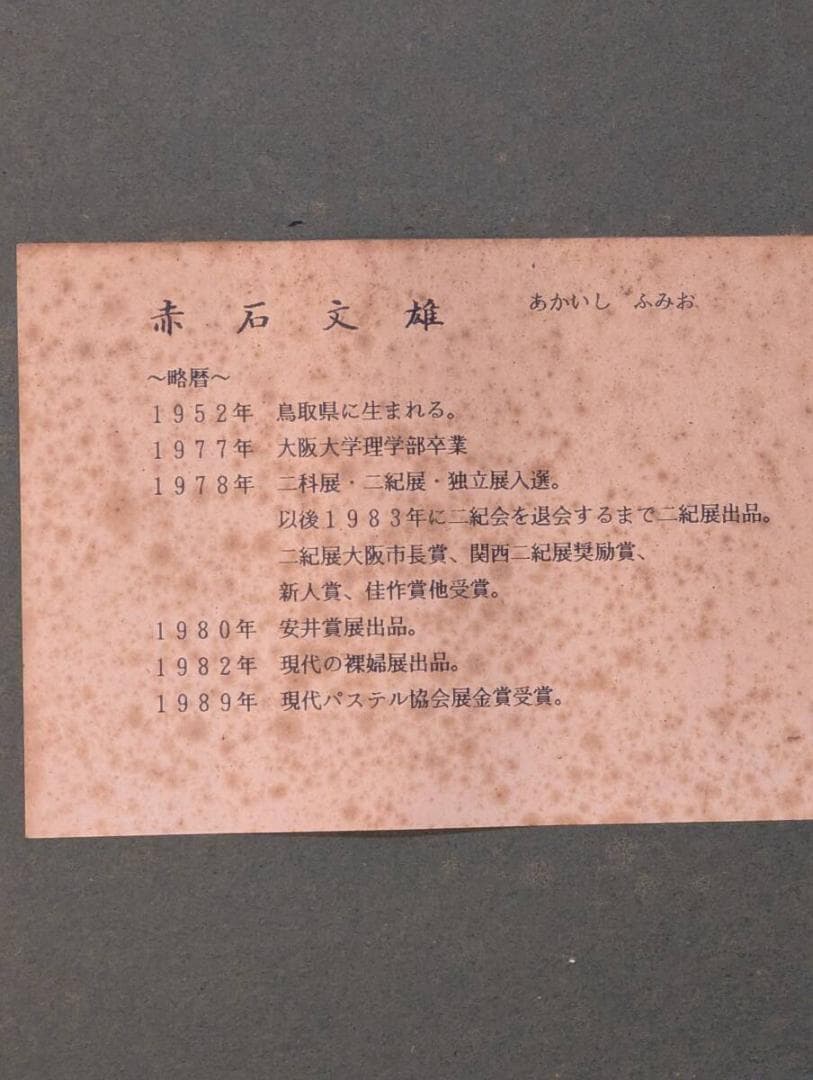 赤石文雄　あかいし　ふみお
～略暦～
１９５２年　鳥取県に生まれる。
１９７７年　大阪大学理学部卒業
１９７８年　二科展・二紀展・独立展入選。
以後１９８３年に二紀会を退会するまで二紀展出品。
二紀展大阪市長賞、関西二紀展奨励賞、
新人賞、佳作賞他受賞。
１９８０年　安井賞展出品。
１９８２年　現代の裸婦展出品。
１９８９年　現代パステル協会展金賞受賞。